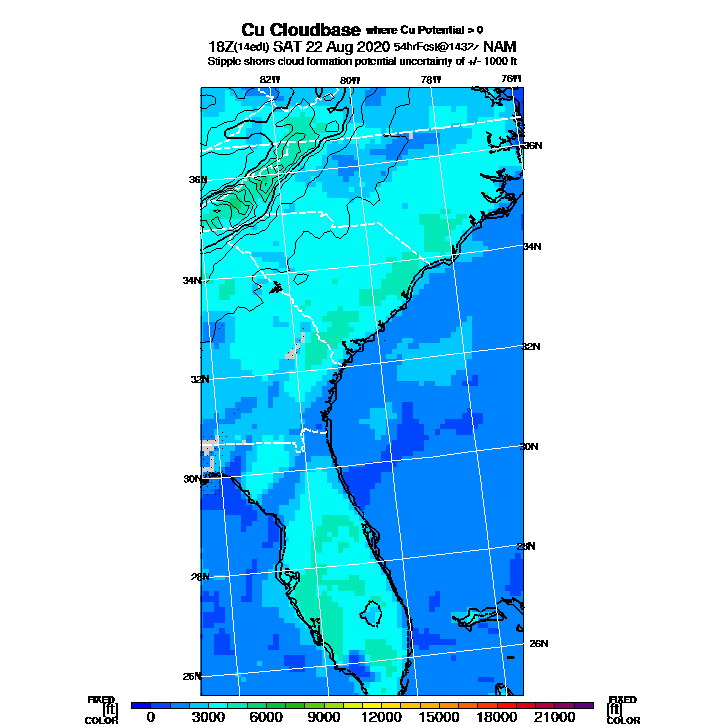 Cu Cloudbase where Cu Potential > 0
18Z(14edt) SAT 22 Aug 2020 54hrFcst@1432z NAM
Stipple shows cloud formation potential uncertainty of +/- 1000 ft
82W 80W 78W 76W
36N
36N
34N
34N
32N
32N
30N
30N
28N
28N
26N
26N
FIXED FIXED
[ft] [ft]
COLOR COLOR
0 3000 6000 9000 12000 15000 18000 21000